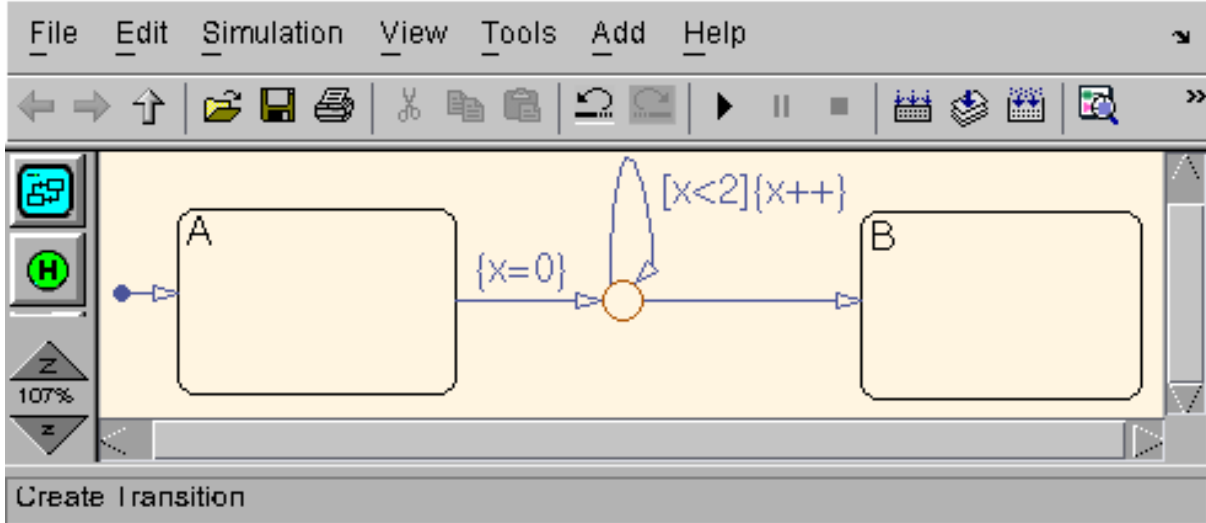 File Edit Simulation View Tools Add Help
»
[x<2]{x++}
A
B
{x=0}
H
Z
107%
z
Create Transition